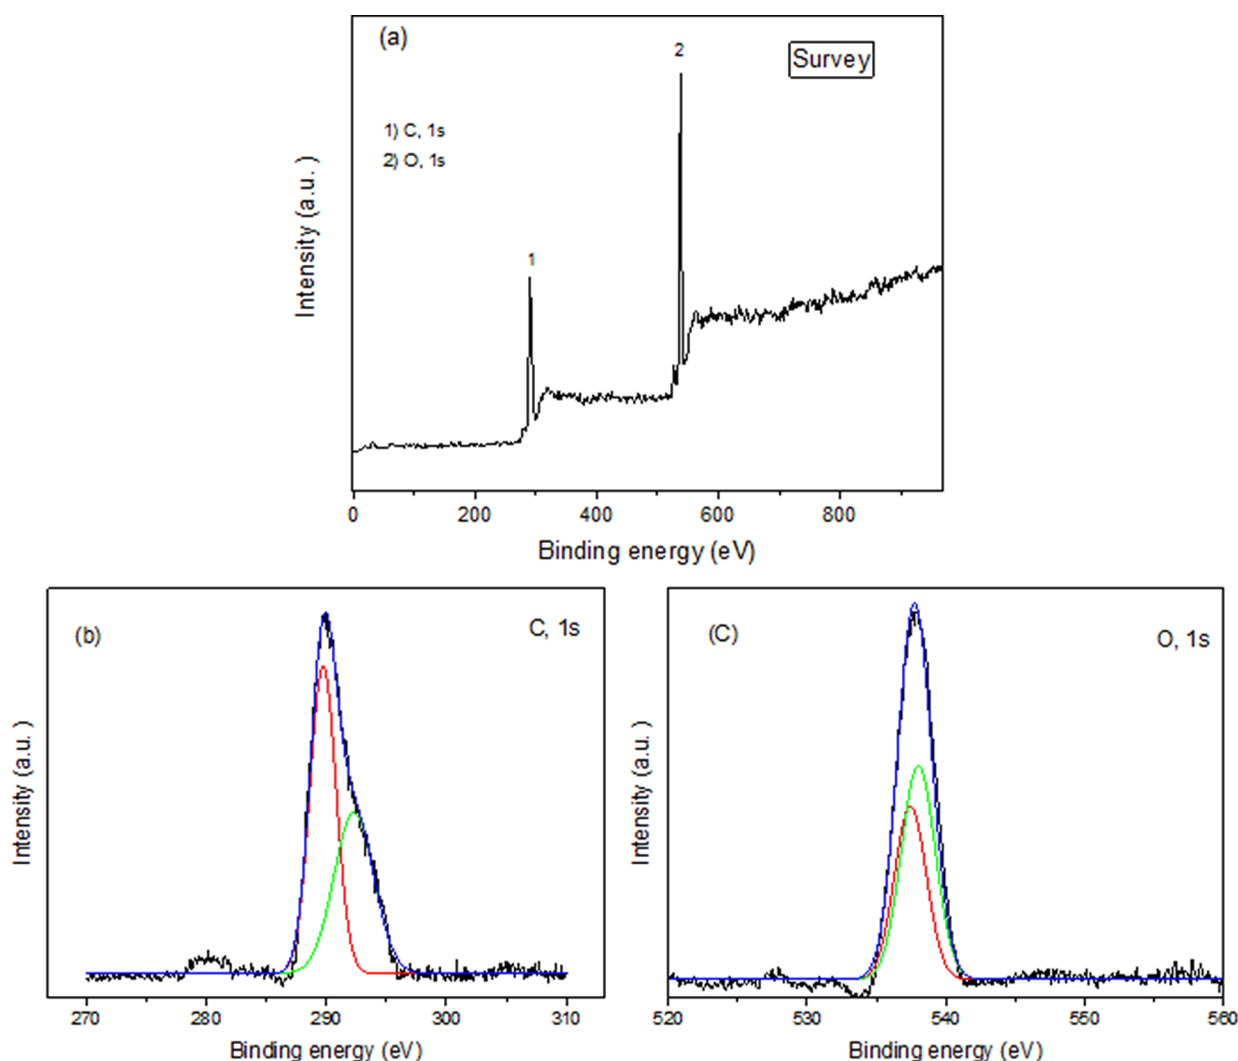 (a)
2
Survey
1) C, 1s
2) O, 1s
1
Intensity (a.u. )
0 200 400 600 800
Binding energy (eV)
(b)
C, 1s
Intensity (a.u. )
270 280 290 300 310
Binding energy (eV)
(C)
O, 1s
Intensity (a.u. )
520 530 540 550 560
Binding energy (eV)